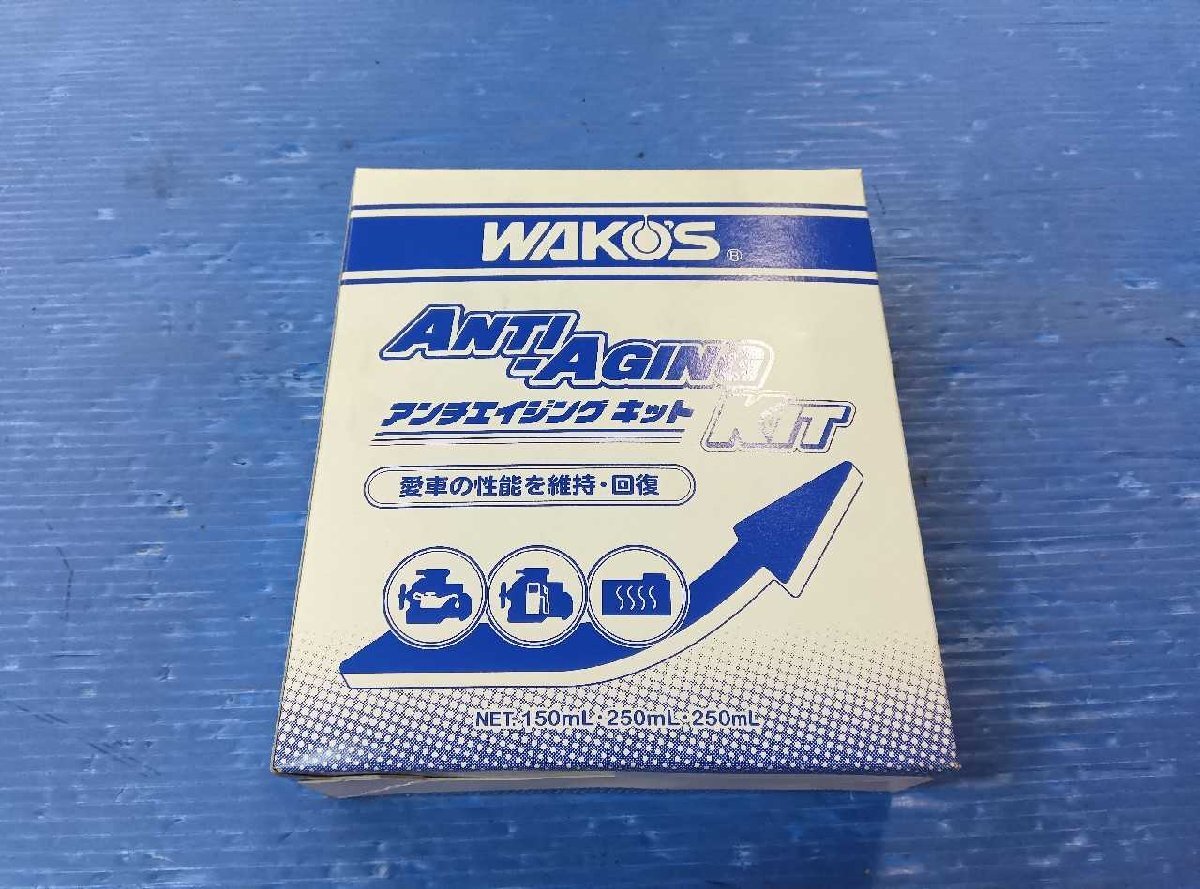 WAKO'S®
ANTI
-AGING
アンチエイジング キット KIT
愛車の性能を維持・回復
NET. 150mL・250mL・250mL